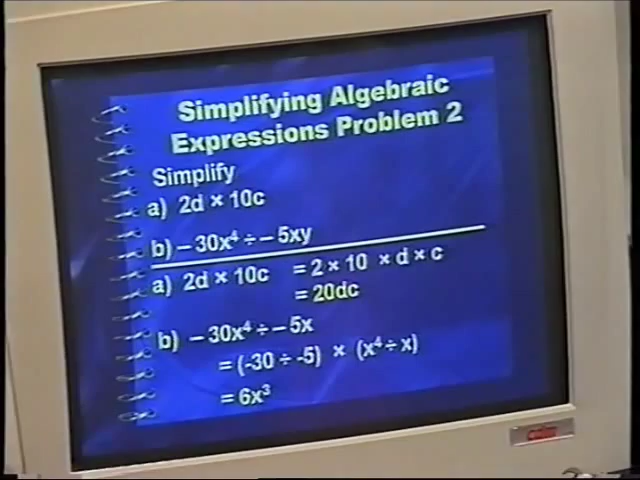 Simplifying Algebraic
Expressions Problem 2
Simplify
a) 2d × 10c
b) – 30x⁴ ÷ – 5xy
a) 2d × 10c = 2 × 10 × d × c
= 20dc
b) – 30x⁴ ÷ – 5x
= (-30 ÷ -5) × (x⁴ ÷ x)
= 6x³